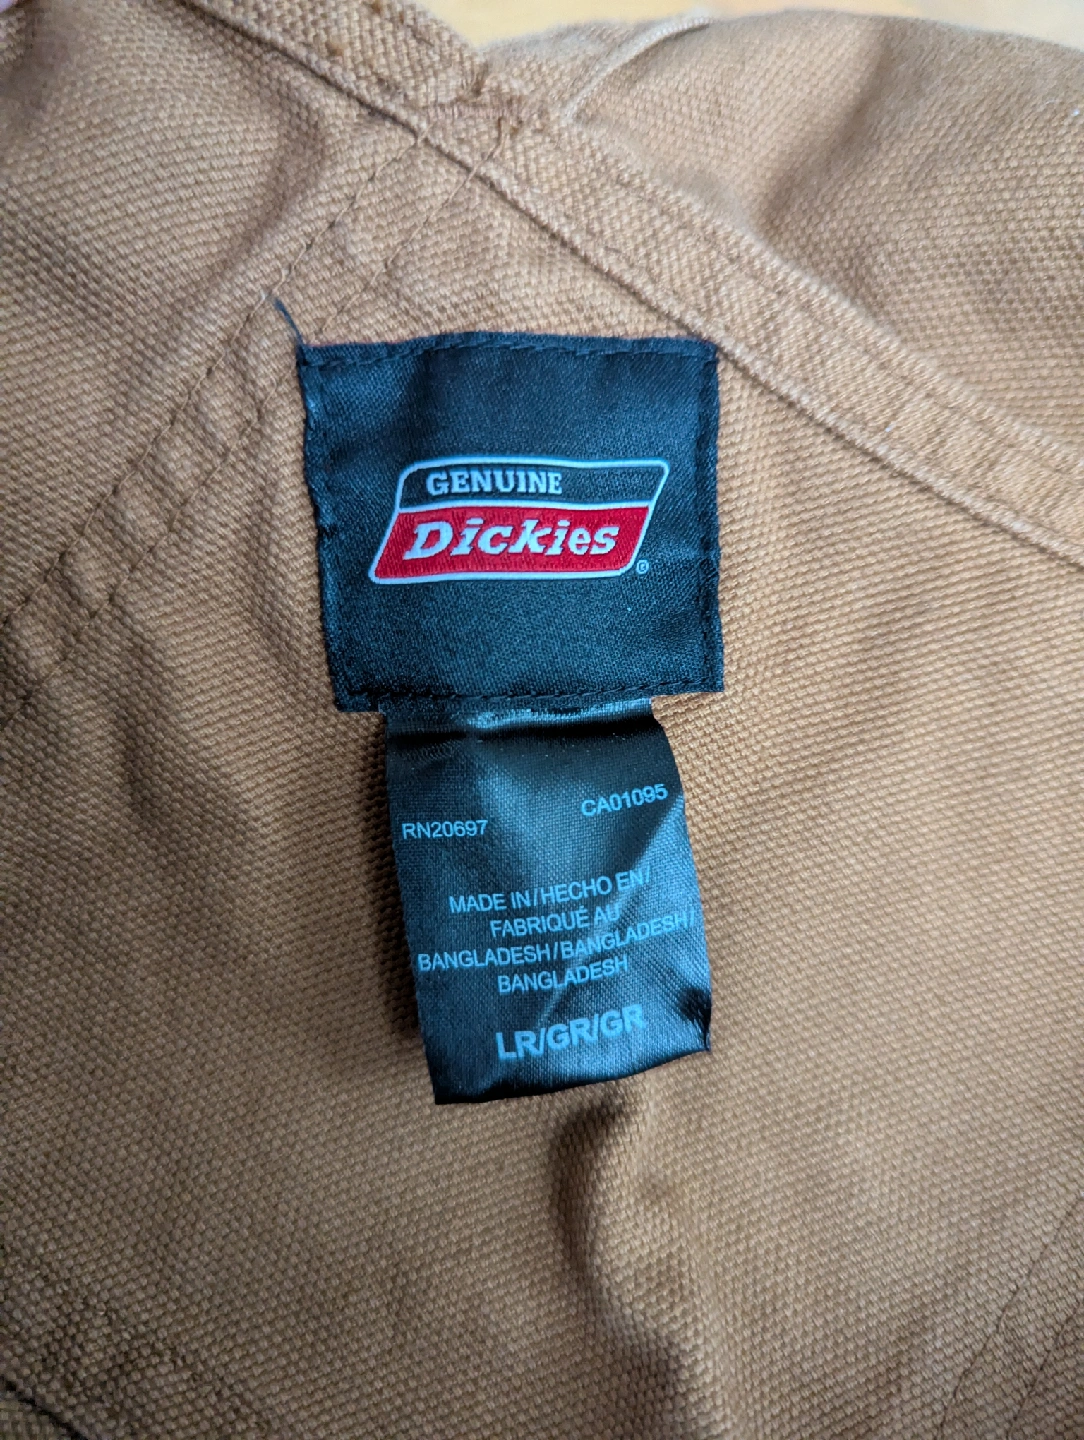 GENUINE
Dickies
®
RN20697
CA01095
MADE IN/HECHO EN/
FABRIQUÉ AU
BANGLADESH/BANGLADESH/
BANGLADESH
LR/GR/GR